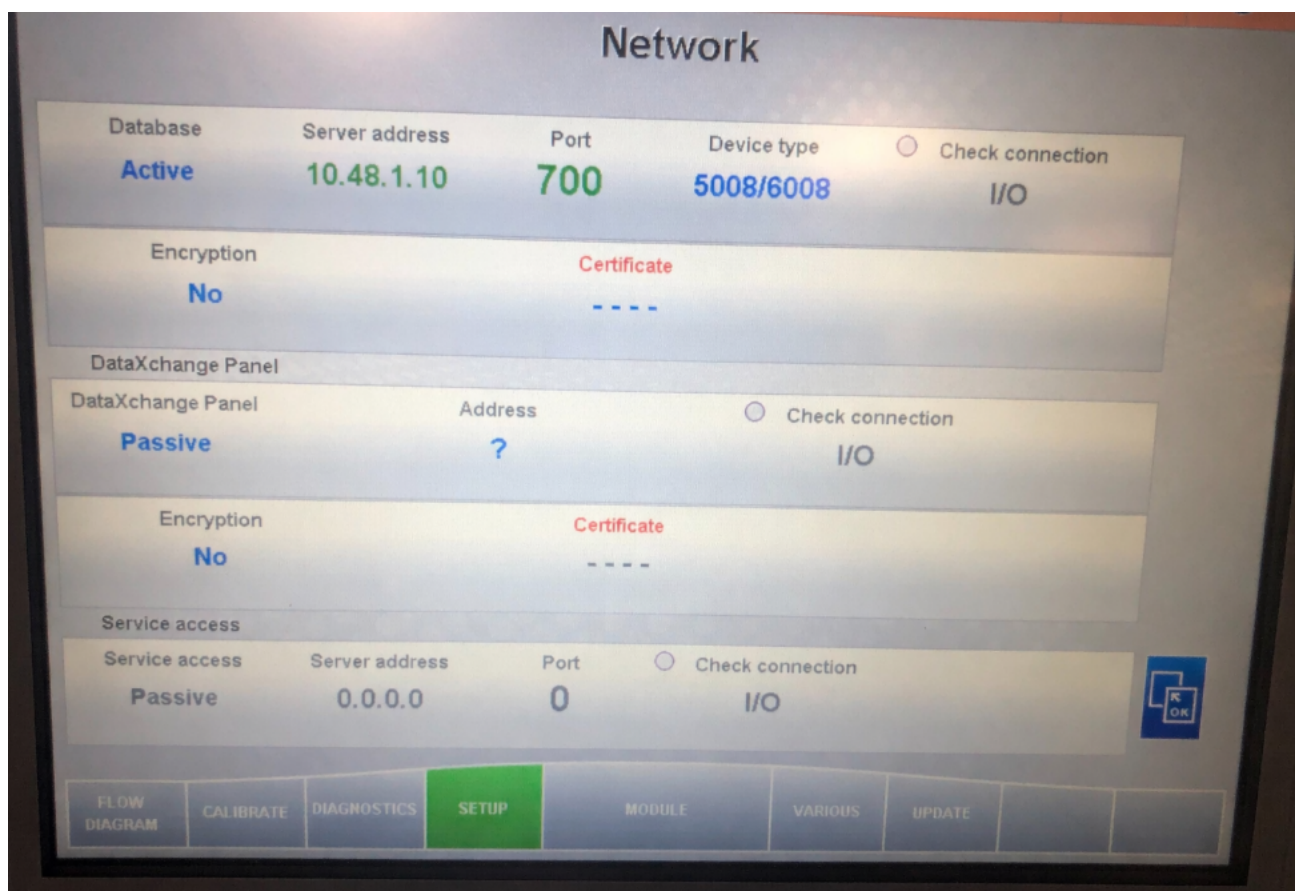 Network
Database Server address Port Device type Check connection
Active 10.48.1.10 700 5008/6008 I/O
Encryption Certificate
No - - - -
DataXchange Panel
DataXchange Panel Address Check connection
Passive ? I/O
Encryption Certificate
No - - - -
Service access
Service access Server address Port Check connection
Passive 0.0.0.0 0 I/O
OK
FLOW DIAGRAM CALIBRATE DIAGNOSTICS SETUP MODULE VARIOUS UPDATE